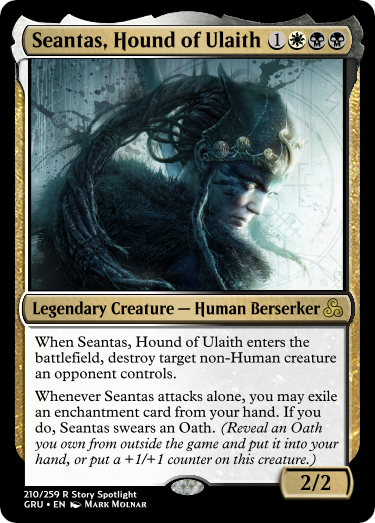 Seantas, Hound of Ulaith 1
Legendary Creature — Human Berserker
When Seantas, Hound of Ulaith enters the
battlefield, destroy target non-Human creature
an opponent controls.
Whenever Seantas attacks alone, you may exile
an enchantment card from your hand. If you
do, Seantas swears an Oath. (Reveal an Oath
you own from outside the game and put it into your
hand, or put a +1/+1 counter on this creature.)
2/2
210/259 R Story Spotlight
GRU • EN Mark Molnar